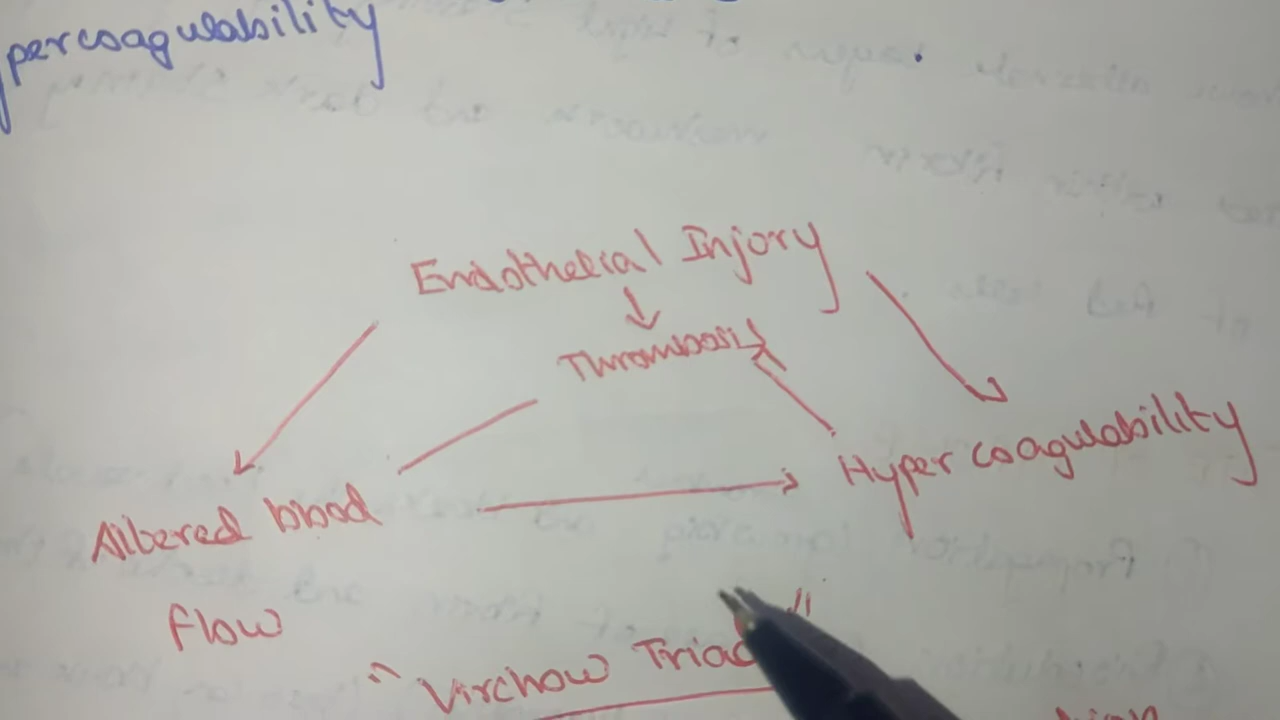 percoagulability
Endothelial Injury
Thrombosis
Hypercoagulability
Altered blood
flow
"Virchow Triad"